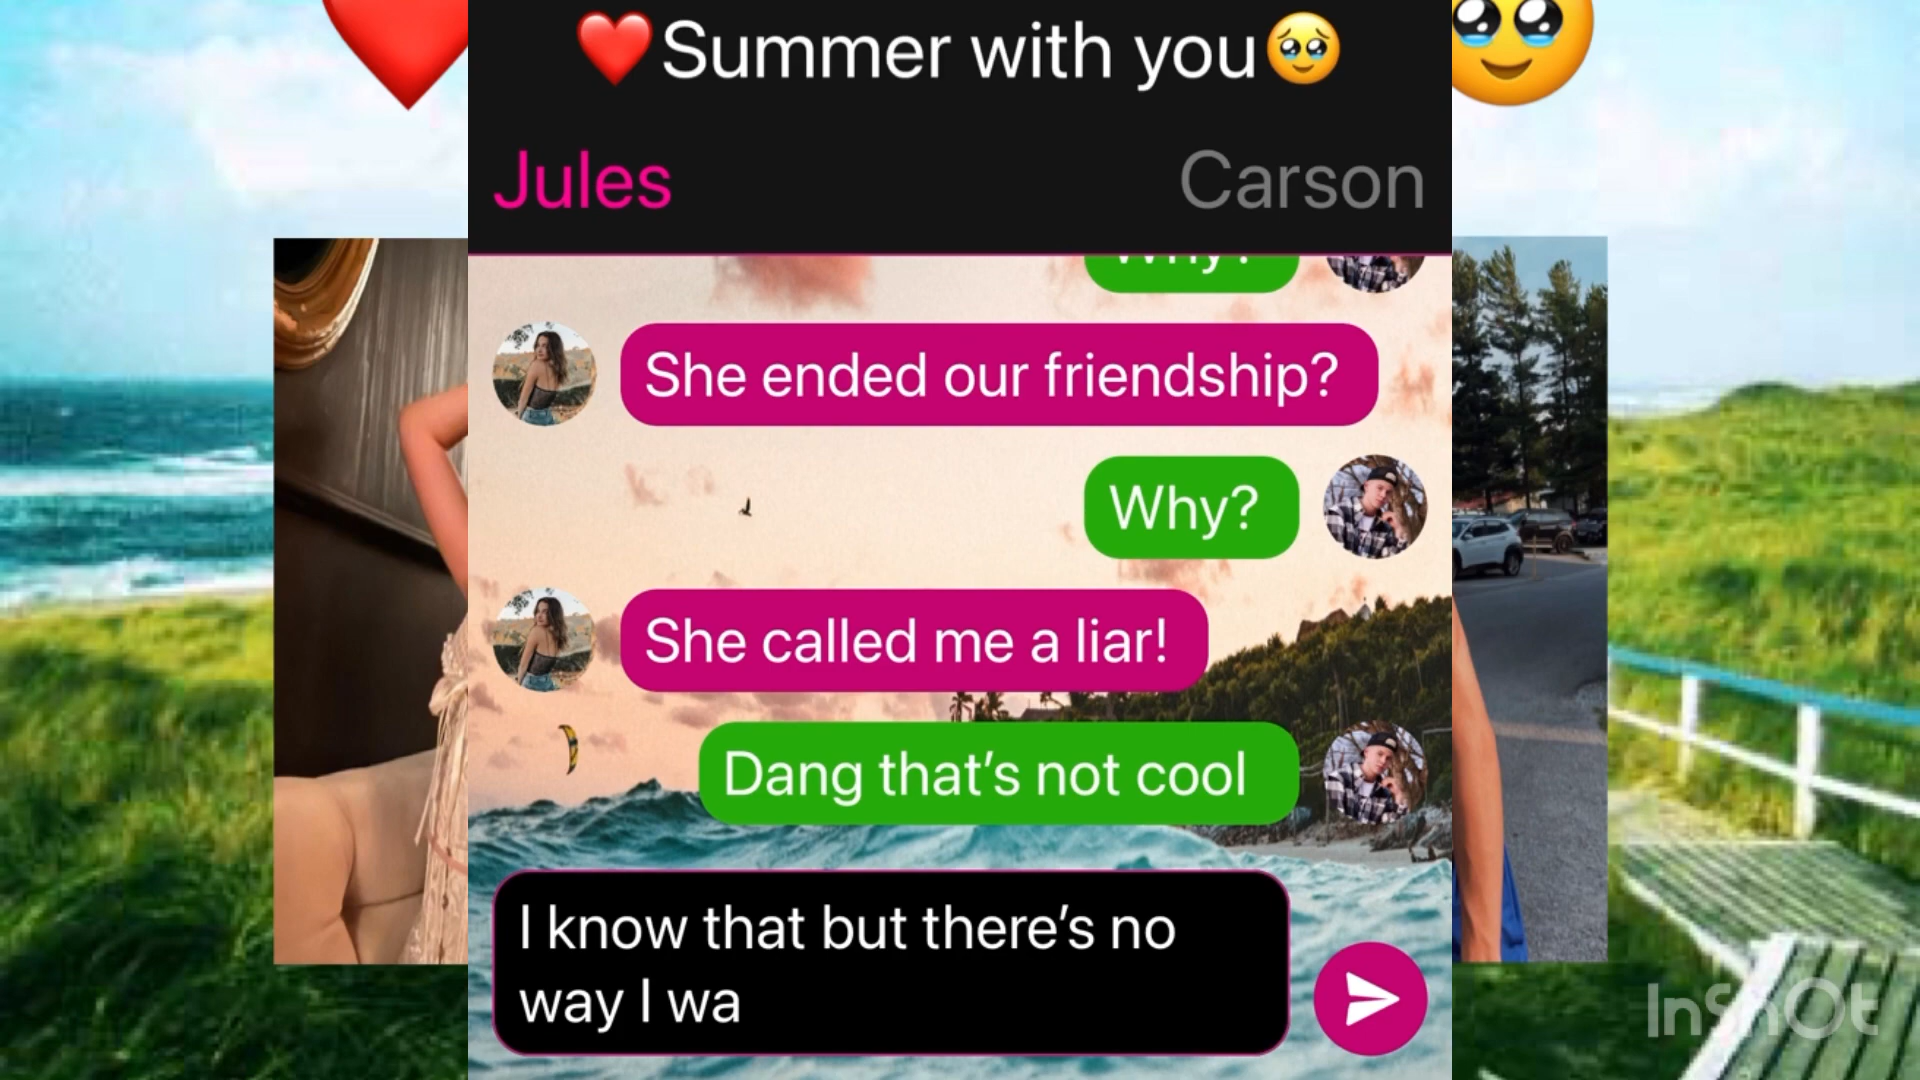 ❤️Summer with you🥹
Jules
Carson
Why?
She ended our friendship?
Why?
She called me a liar!
Dang that’s not cool
I know that but there’s no
way I wa
InShOt